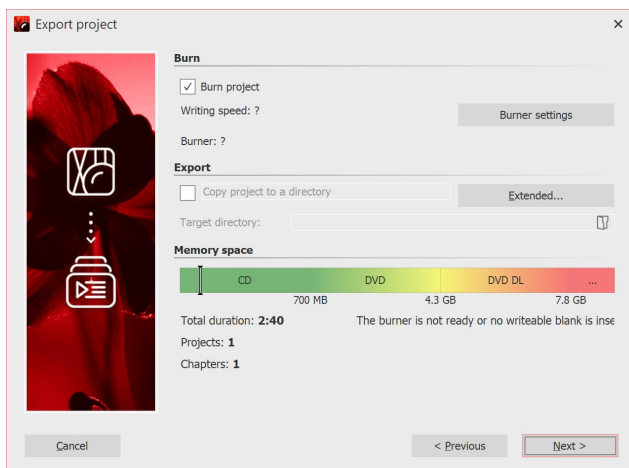 Export project
Burn
Burn project
Writing speed: ?
Burner settings
Burner: ?
Export
Copy project to a directory
Extended...
Target directory:
Memory space
CD DVD DVD DL ...
700 MB 4.3 GB 7.8 GB
Total duration: 2:40 The burner is not ready or no writeable blank is inse
Projects: 1
Chapters: 1
Cancel < Previous Next >